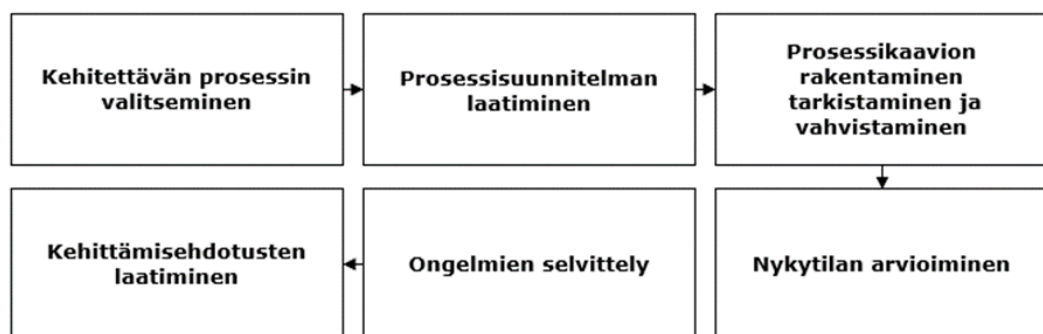 Kehitettävän prosessin
valitseminen
Prosessisuunnitelman
laatiminen
Prosessikaavion
rakentaminen
tarkistaminen ja
vahvistaminen
Nykytilan arvioiminen
Ongelmien selvittely
Kehittämisehdotusten
laatiminen